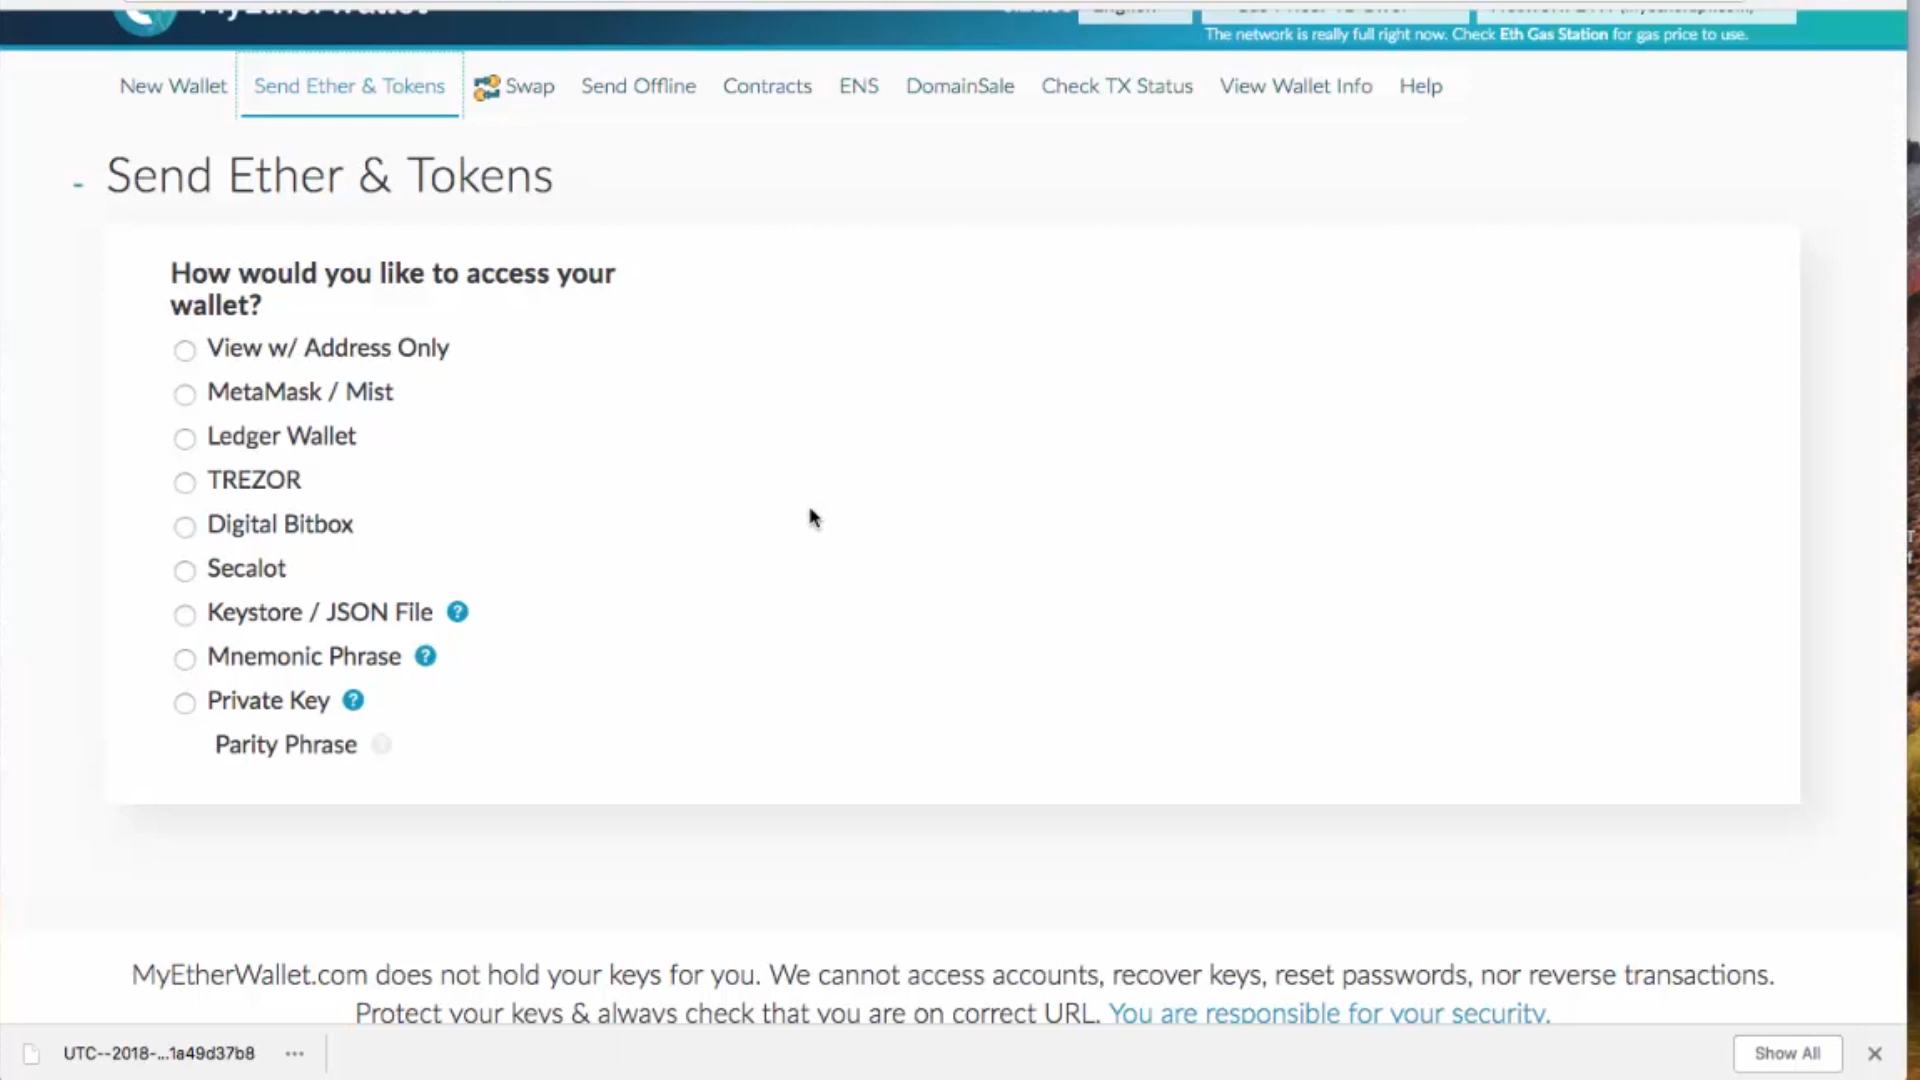 The network is really full right now. Check Eth Gas Station for gas price to use.
New Wallet Send Ether & Tokens Swap Send Offline Contracts ENS DomainSale Check TX Status View Wallet Info Help
- Send Ether & Tokens
How would you like to access your
wallet?
View w/ Address Only
MetaMask / Mist
Ledger Wallet
TREZOR
Digital Bitbox
Secalot
Keystore / JSON File ?
Mnemonic Phrase ?
Private Key ?
Parity Phrase
MyEtherWallet.com does not hold your keys for you. We cannot access accounts, recover keys, reset passwords, nor reverse transactions.
Protect your keys & always check that you are on correct URL. You are responsible for your security.
UTC--2018-...1a49d37b8 ... Show All